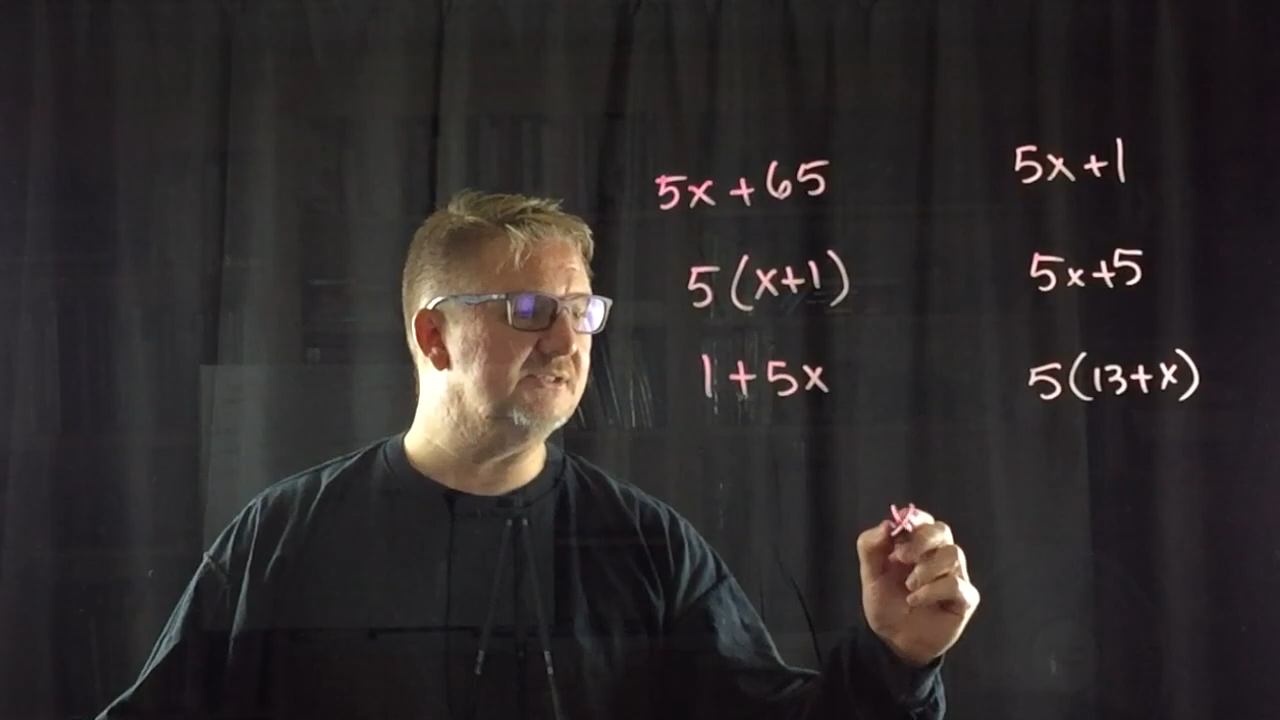 5x + 65
5x + 1
5(x+1)
5x+5
1 + 5x
5(13+x)
x